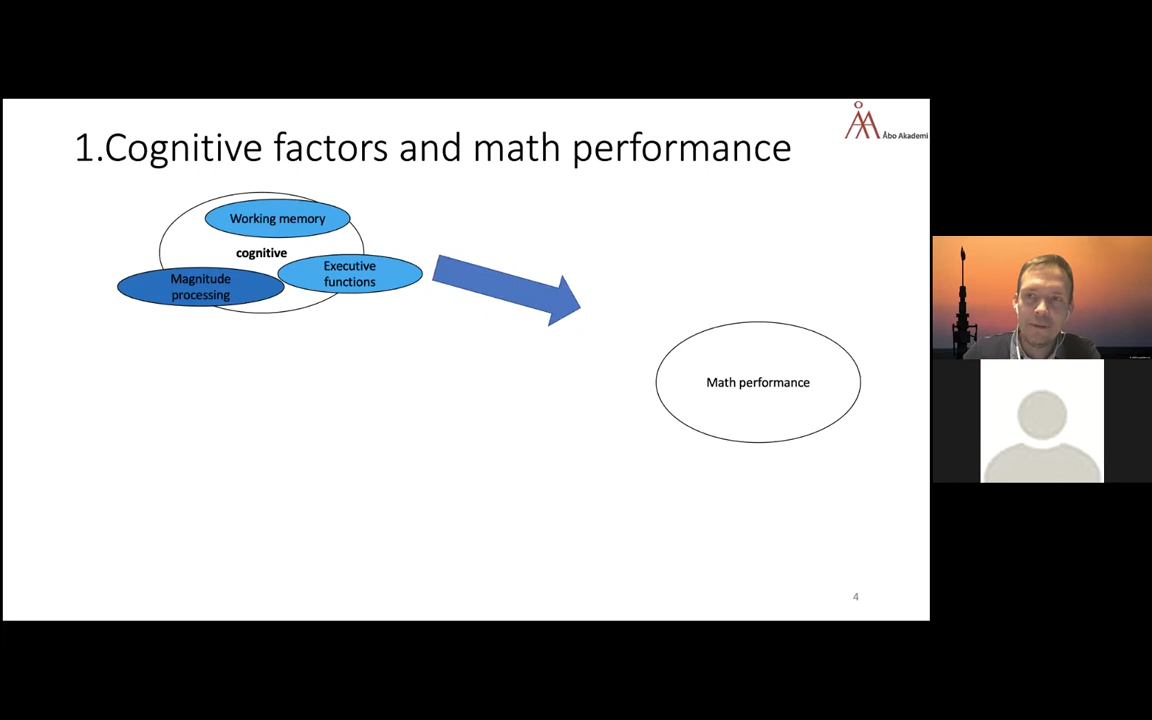 1.Cognitive factors and math performance
Åbo Akademi
Working memory
cognitive
Executive
functions
Magnitude
processing
Math performance
4